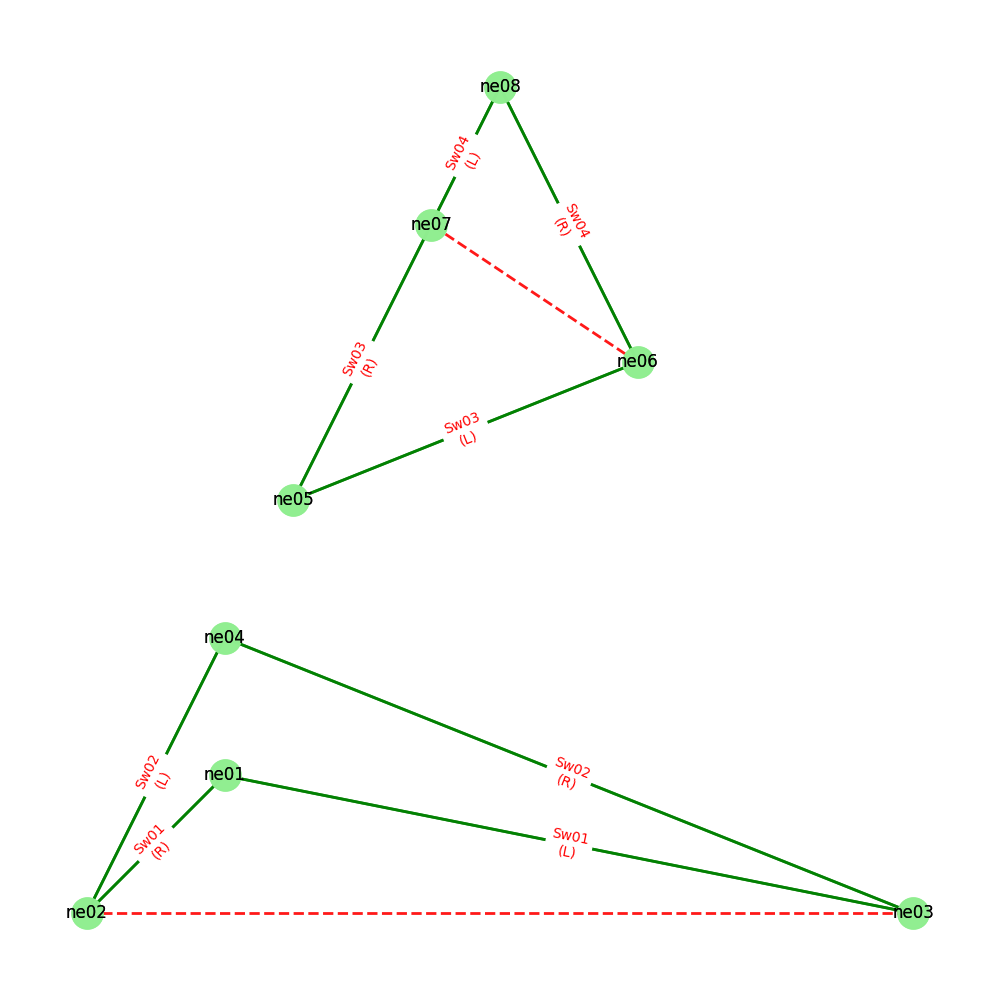 ne08
Sw04
(L)
Sw04
(R)
ne07
Sw03
(R)
ne06
Sw03
(L)
ne05
ne04
Sw02
(L)
Sw02
(R)
ne01
Sw01
(R)
Sw01
(L)
ne02
ne03